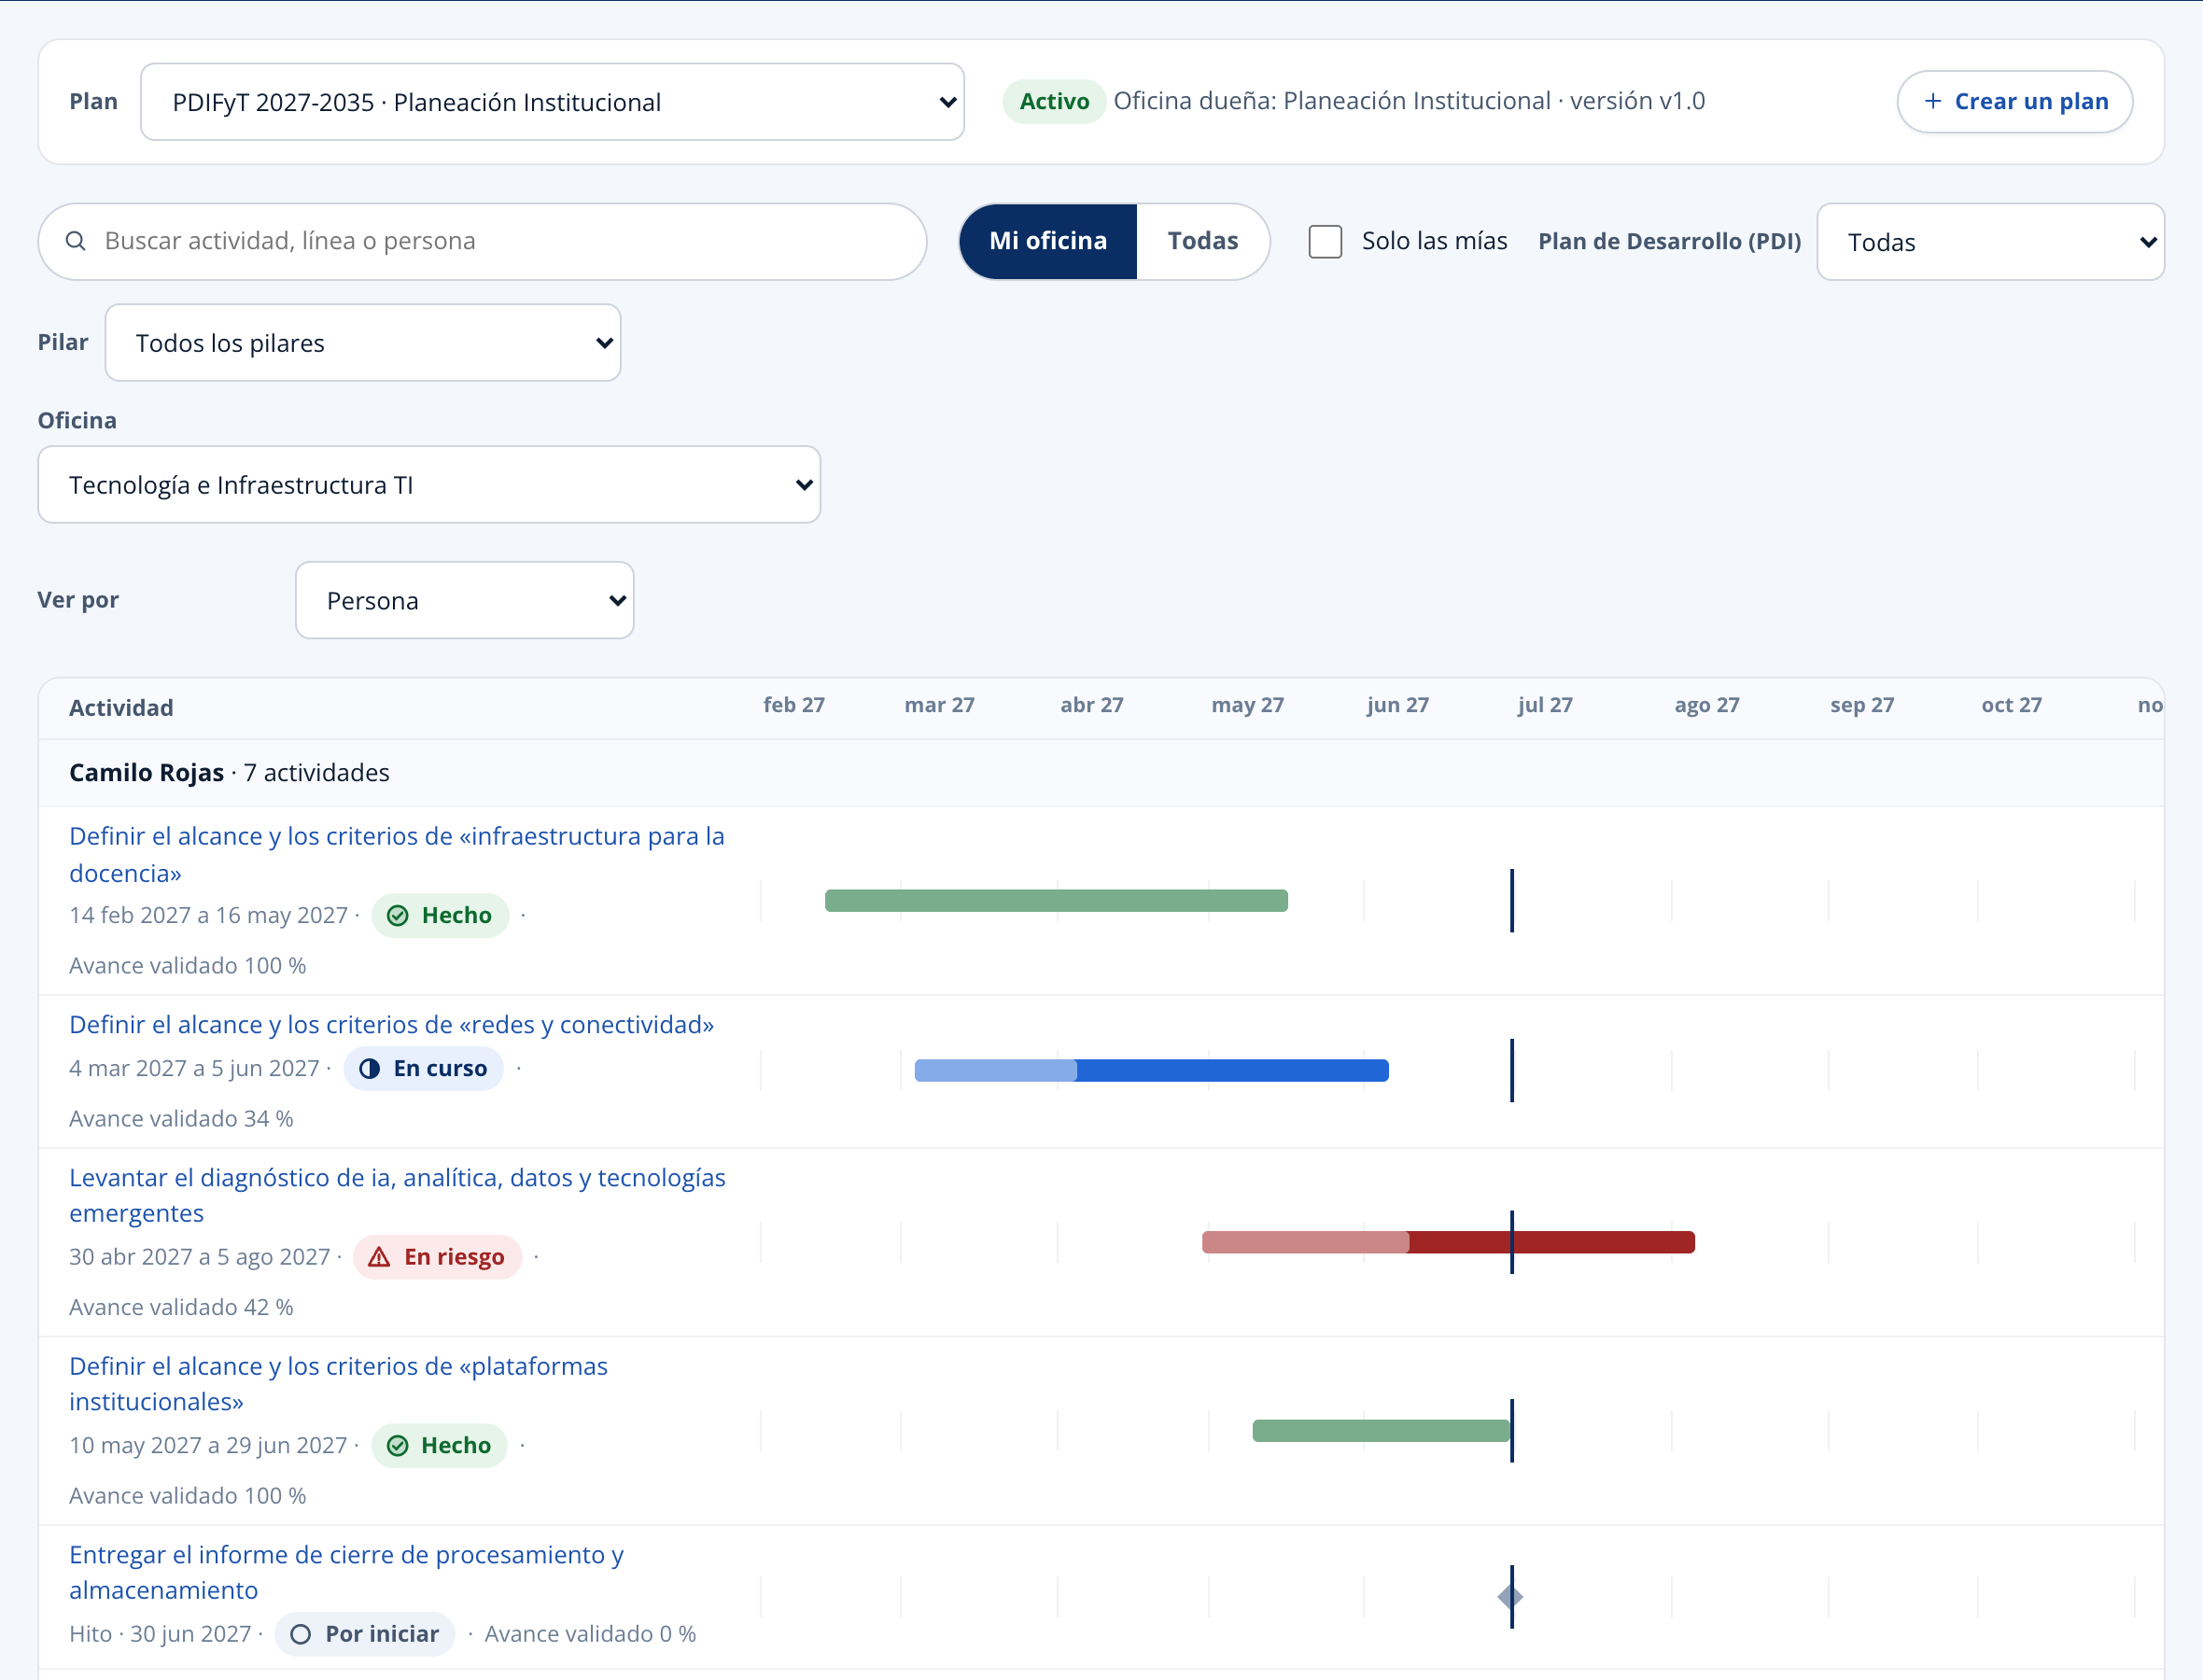 Plan
PDIFyT 2027-2035 · Planeación Institucional
Activo Oficina dueña: Planeación Institucional · versión v1.0
+ Crear un plan
Buscar actividad, línea o persona
Mi oficina
Todas
Solo las mías
Plan de Desarrollo (PDI)
Todas
Pilar
Todos los pilares
Oficina
Tecnología e Infraestructura TI
Ver por
Persona
Actividad
feb 27
mar 27
abr 27
may 27
jun 27
jul 27
ago 27
sep 27
oct 27
no
Camilo Rojas · 7 actividades
Definir el alcance y los criterios de «infraestructura para la
docencia»
14 feb 2027 a 16 may 2027 · Hecho ·
Avance validado 100 %
Definir el alcance y los criterios de «redes y conectividad»
4 mar 2027 a 5 jun 2027 · En curso ·
Avance validado 34 %
Levantar el diagnóstico de ia, analítica, datos y tecnologías
emergentes
30 abr 2027 a 5 ago 2027 · En riesgo ·
Avance validado 42 %
Definir el alcance y los criterios de «plataformas
institucionales»
10 may 2027 a 29 jun 2027 · Hecho ·
Avance validado 100 %
Entregar el informe de cierre de procesamiento y
almacenamiento
Hito · 30 jun 2027 · Por iniciar · Avance validado 0 %